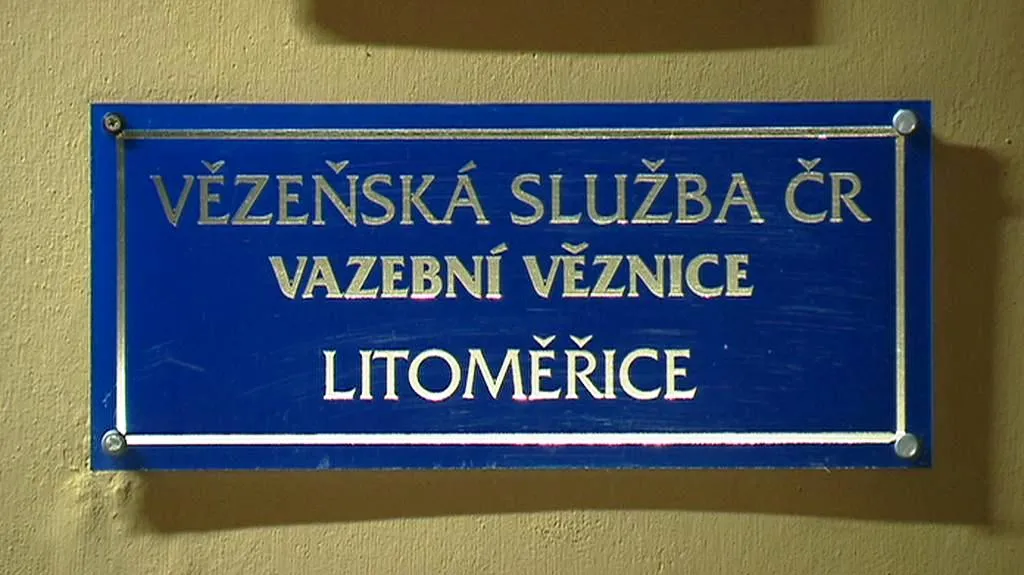 VĚZEŇSKÁ SLUŽBA ČR
VAZEBNÍ VĚZNICE
LITOMĚŘICE